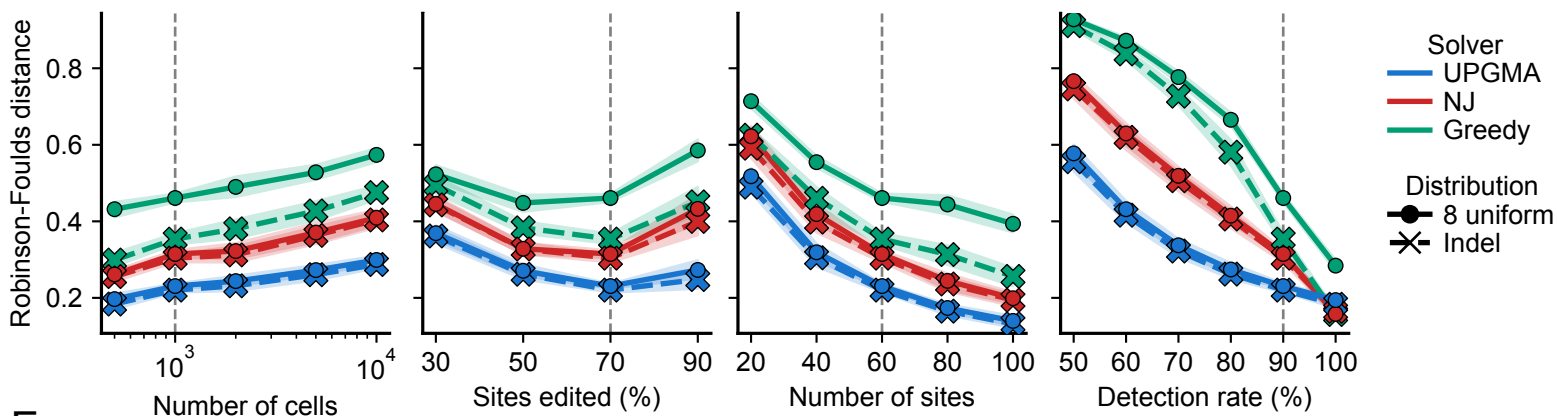 Robinson-Foulds distance
0.8
0.6
0.4
0.2
10³ 10⁴
Number of cells
30 50 70 90
Sites edited (%)
20 40 60 80 100
Number of sites
50 60 70 80 90 100
Detection rate (%)
Solver
UPGMA
NJ
Greedy
Distribution
8 uniform
Indel